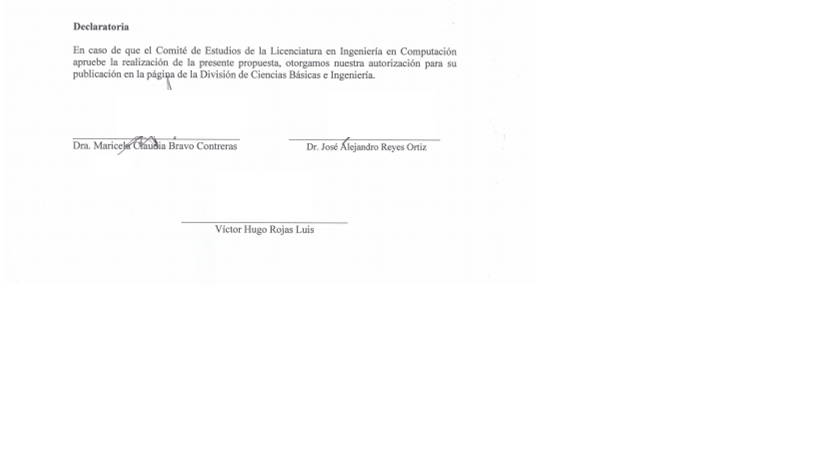 Declaratoria
En caso de que el Comité de Estudios de la Licenciatura en Ingeniería en Computación
apruebe la realización de la presente propuesta, otorgamos nuestra autorización para su
publicación en la página de la División de Ciencias Básicas e Ingeniería.
Dra. Maricela Claudia Bravo Contreras
Dr. José Alejandro Reyes Ortiz
Víctor Hugo Rojas Luis